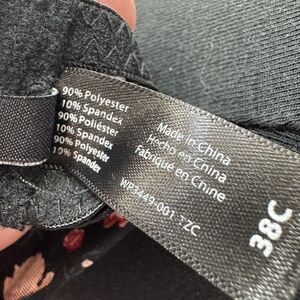 90% Polyester
10% Spandex
90% Poliéster
10% Spandex
90% Polyester
10% Spandex
Made in China
Hecho en China
Fabriqué en Chine
WP3449-001 TZC
38C